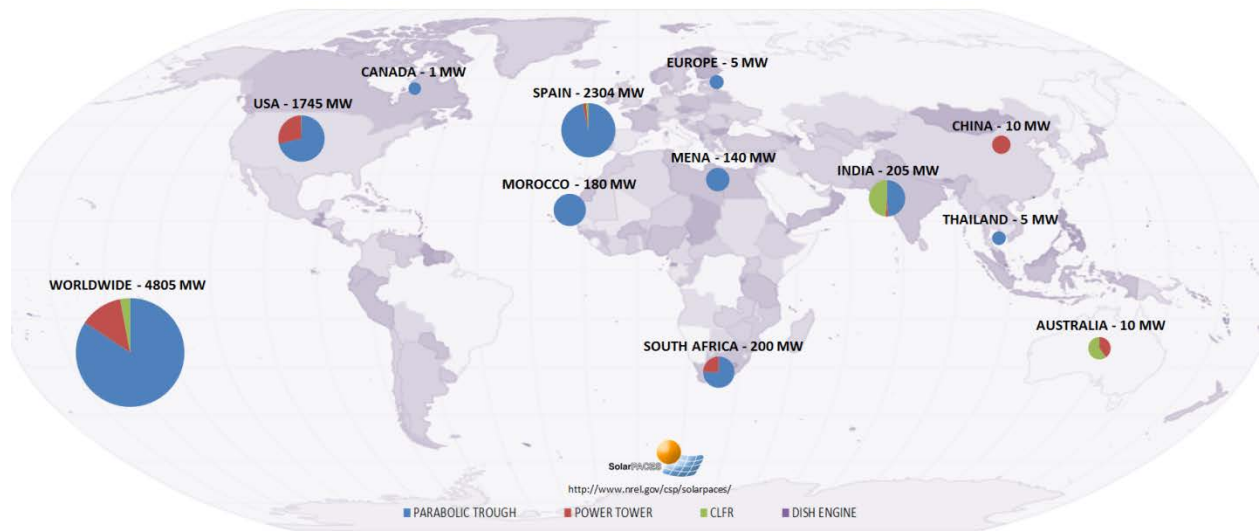 CANADA - 1 MW
EUROPE - 5 MW
USA - 1745 MW
SPAIN - 2304 MW
CHINA - 10 MW
MENA - 140 MW
INDIA - 205 MW
MOROCCO - 180 MW
THAILAND - 5 MW
WORLDWIDE - 4805 MW
AUSTRALIA - 10 MW
SOUTH AFRICA - 200 MW
SolarPACES
http://www.nrel.gov/csp/solarpaces/
PARABOLIC TROUGH POWER TOWER CLFR DISH ENGINE